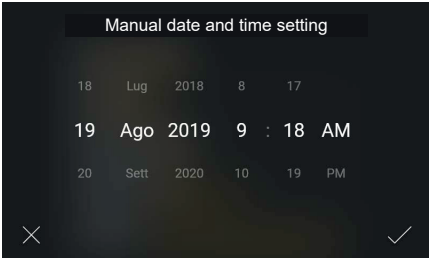 Manual date and time setting
18 Lug 2018 8 17
19 Ago 2019 9 : 18 AM
20 Sett 2020 10 19 PM